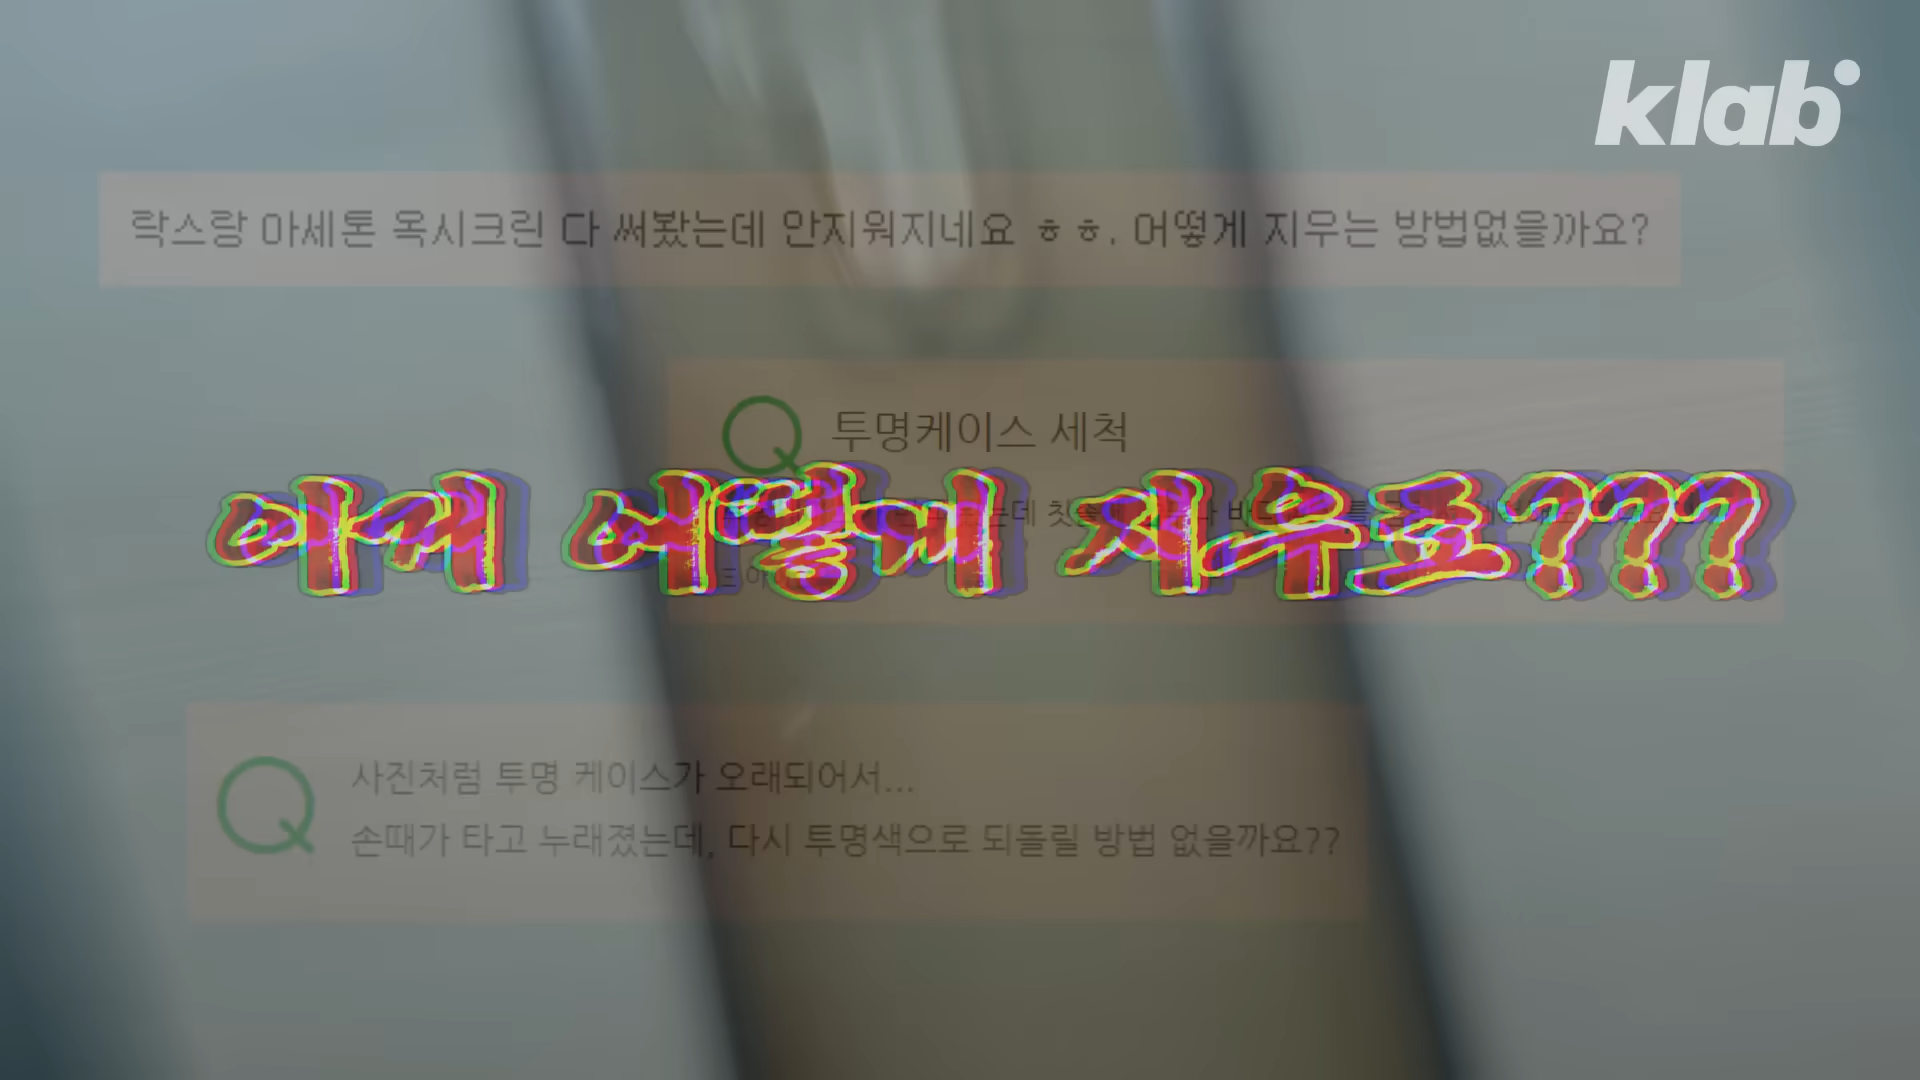 klab
락스랑 아세톤 옥시크린 다 써봤는데 안지워지네요 ㅎㅎ. 어떻게 지우는 방법없을까요?
Q 투명케이스 세척
이께 어떻게 지우죠???
Q 사진처럼 투명 케이스가 오래되어서...
손때가 타고 누래졌는데, 다시 투명색으로 되돌릴 방법 없을까요??